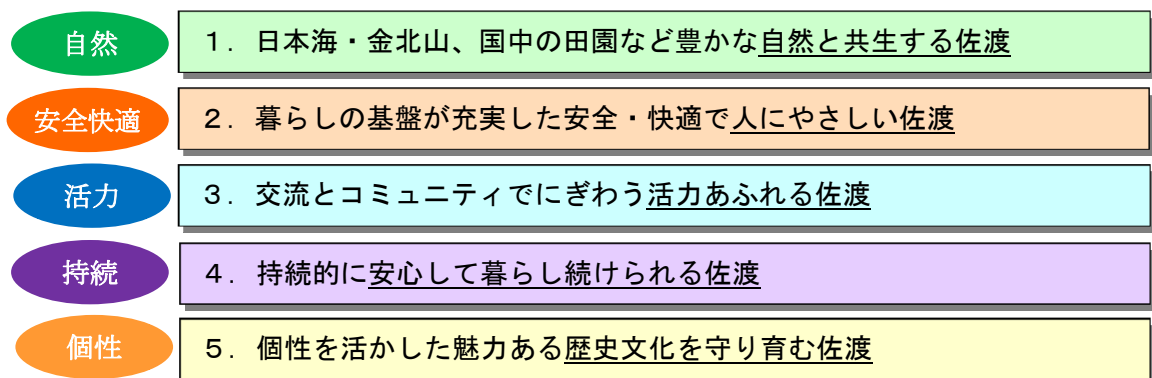 自然
１．日本海・金北山、国中の田園など豊かな自然と共生する佐渡
安全快適
２．暮らしの基盤が充実した安全・快適で人にやさしい佐渡
活力
３．交流とコミュニティでにぎわう活力あふれる佐渡
持続
４．持続的に安心して暮らし続けられる佐渡
個性
５．個性を活かした魅力ある歴史文化を守り育む佐渡